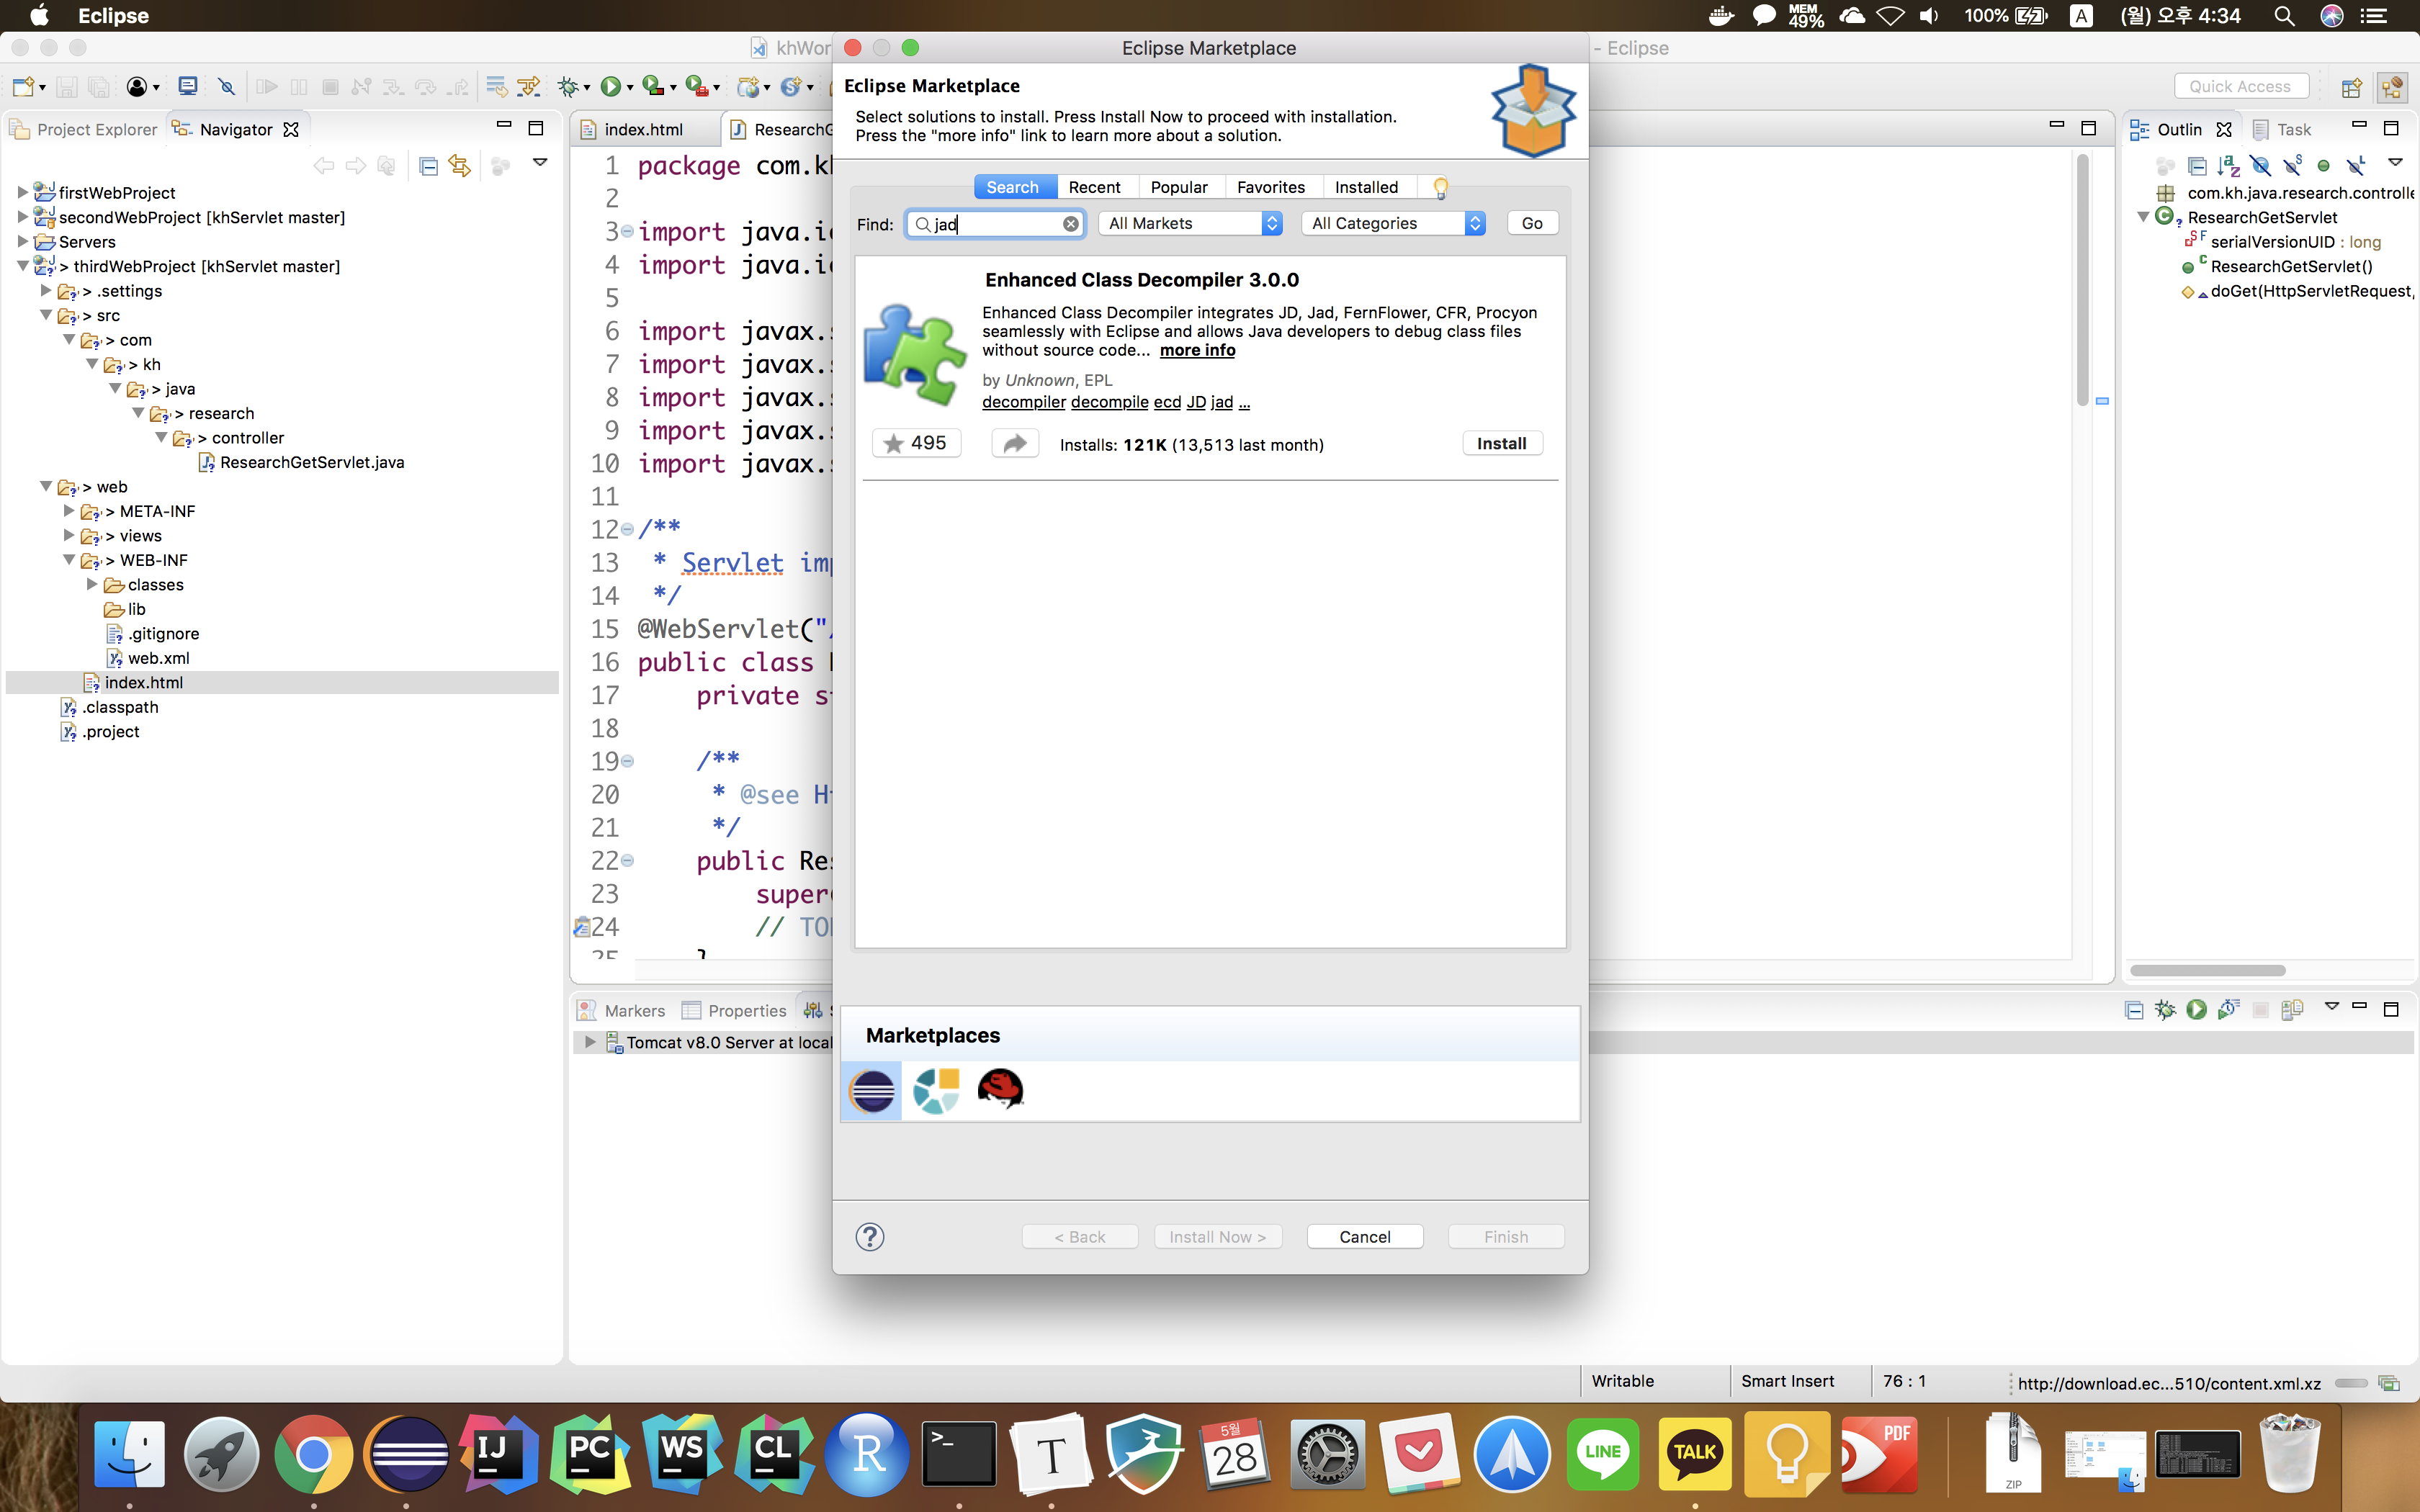 Eclipse
MEM
49%
100%
A
(월) 오후 4:34
khWor
Eclipse Marketplace
- Eclipse
Quick Access
Eclipse Marketplace
Select solutions to install. Press Install Now to proceed with installation.
Press the "more info" link to learn more about a solution.
Project Explorer
Navigator
index.html
ResearchG
Outlin
Task
Search
Recent
Popular
Favorites
Installed
Find:
jad
All Markets
All Categories
Go
firstWebProject
secondWebProject [khServlet master]
Servers
> thirdWebProject [khServlet master]
> .settings
> src
> com
> kh
> java
> research
> controller
ResearchGetServlet.java
> web
> META-INF
> views
> WEB-INF
classes
lib
.gitignore
web.xml
index.html
.classpath
.project
1 package com.kh
2
3 import java.io
4 import java.io
5
6 import javax.s
7 import javax.s
8 import javax.s
9 import javax.s
10 import javax.s
11
12 /**
13 * Servlet imp
14 */
15 @WebServlet("/
16 public class
17 private st
18
19 /**
20 * @see Ht
21 */
22 public Res
23 super(
24 // TOD
25 }
Enhanced Class Decompiler 3.0.0
Enhanced Class Decompiler integrates JD, Jad, FernFlower, CFR, Procyon
seamlessly with Eclipse and allows Java developers to debug class files
without source code... more info
by Unknown, EPL
decompiler decompile ecd JD jad ...
495
Installs: 121K (13,513 last month)
Install
com.kh.java.research.controlle
ResearchGetServlet
serialVersionUID : long
ResearchGetServlet()
doGet(HttpServletRequest,
Markers
Properties
Tomcat v8.0 Server at local
Marketplaces
?
< Back
Install Now >
Cancel
Finish
Writable
Smart Insert
76 : 1
http://download.ec...510/content.xml.xz
IJ
PC
WS
CL
R
>_
T
5월
28
LINE
TALK
PDF
ZIP